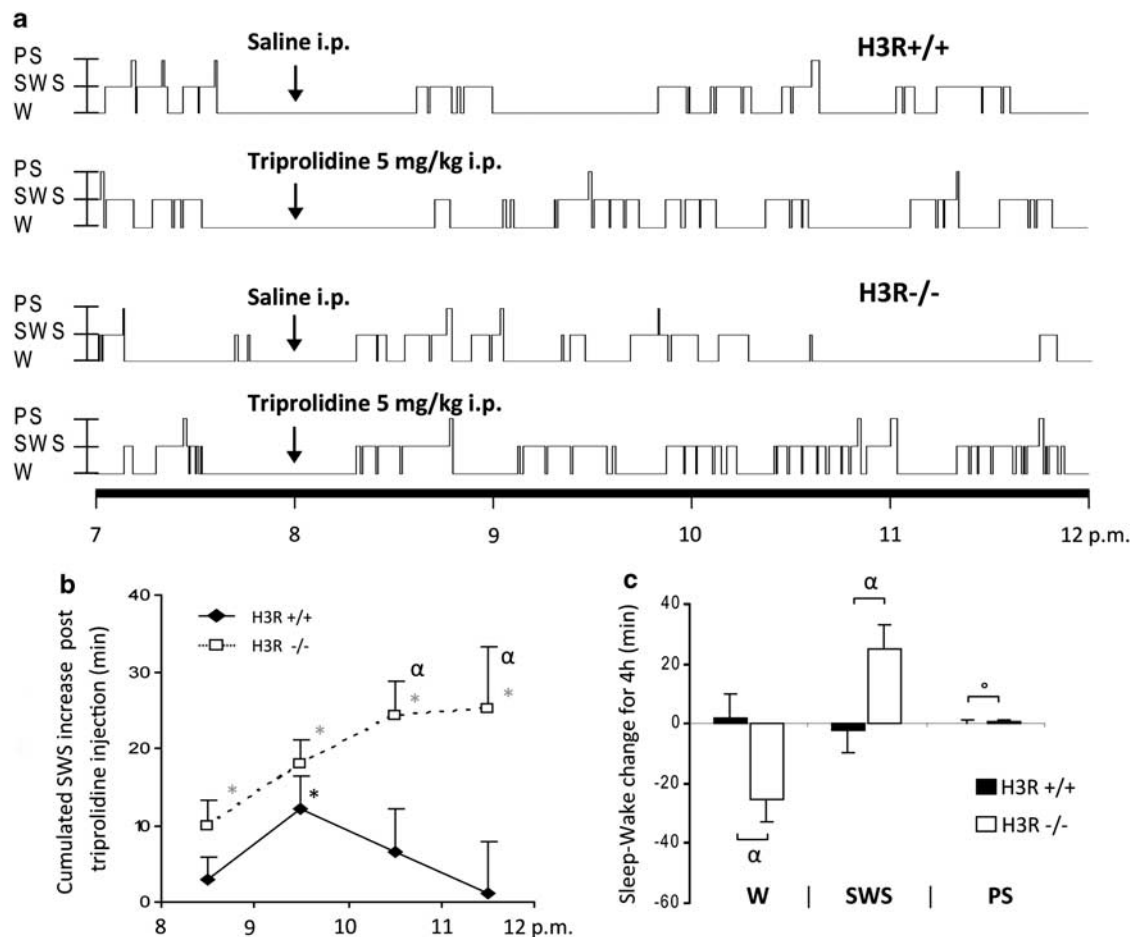 a
Saline i.p.
H3R+/+
PS
SWS
W
Triprolidine 5 mg/kg i.p.
PS
SWS
W
Saline i.p.
H3R-/-
PS
SWS
W
Triprolidine 5 mg/kg i.p.
PS
SWS
W
7 8 9 10 11 12 p.m.
b
Cumulated SWS increase post
triprolidine injection (min)
40
30
20
10
0
H3R +/+
H3R -/-
α
α
*
*
*
*
*
8 9 10 11 12 p.m.
c
Sleep-Wake change for 4h (min)
40
20
0
-20
-40
-60
α
°
α
H3R +/+
H3R -/-
W | SWS | PS